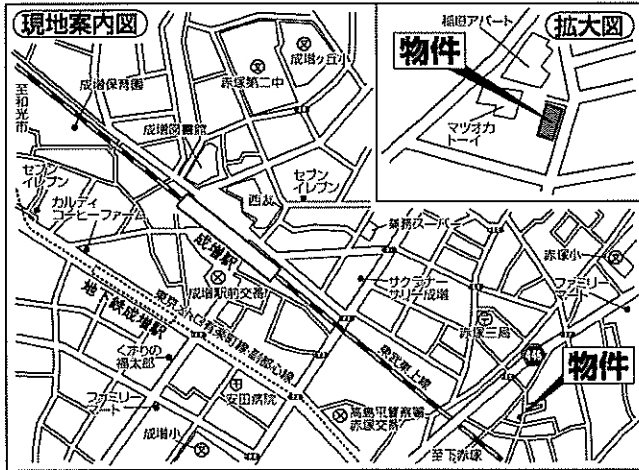 現地案内図
拡大図
稲垣アパート
物件
マツオカ
トーイ
至和光市
成増保育園
赤塚第二中
成増ヶ丘小
成増図書館
セブン
イレブン
カルディ
コーヒーファーム
西友
セブン
イレブン
業務スーパー
赤塚小
成増駅
成増駅前交番
サクラナー
サリー成増
ファミリー
マート
地下鉄成増駅
東京メトロ有楽町線・副都心線
東武東上線
赤塚三局
446
物件
くすりの
福太郎
ファミリー
マート
安田病院
成増小
高島平警察署
赤塚交番
至下赤塚